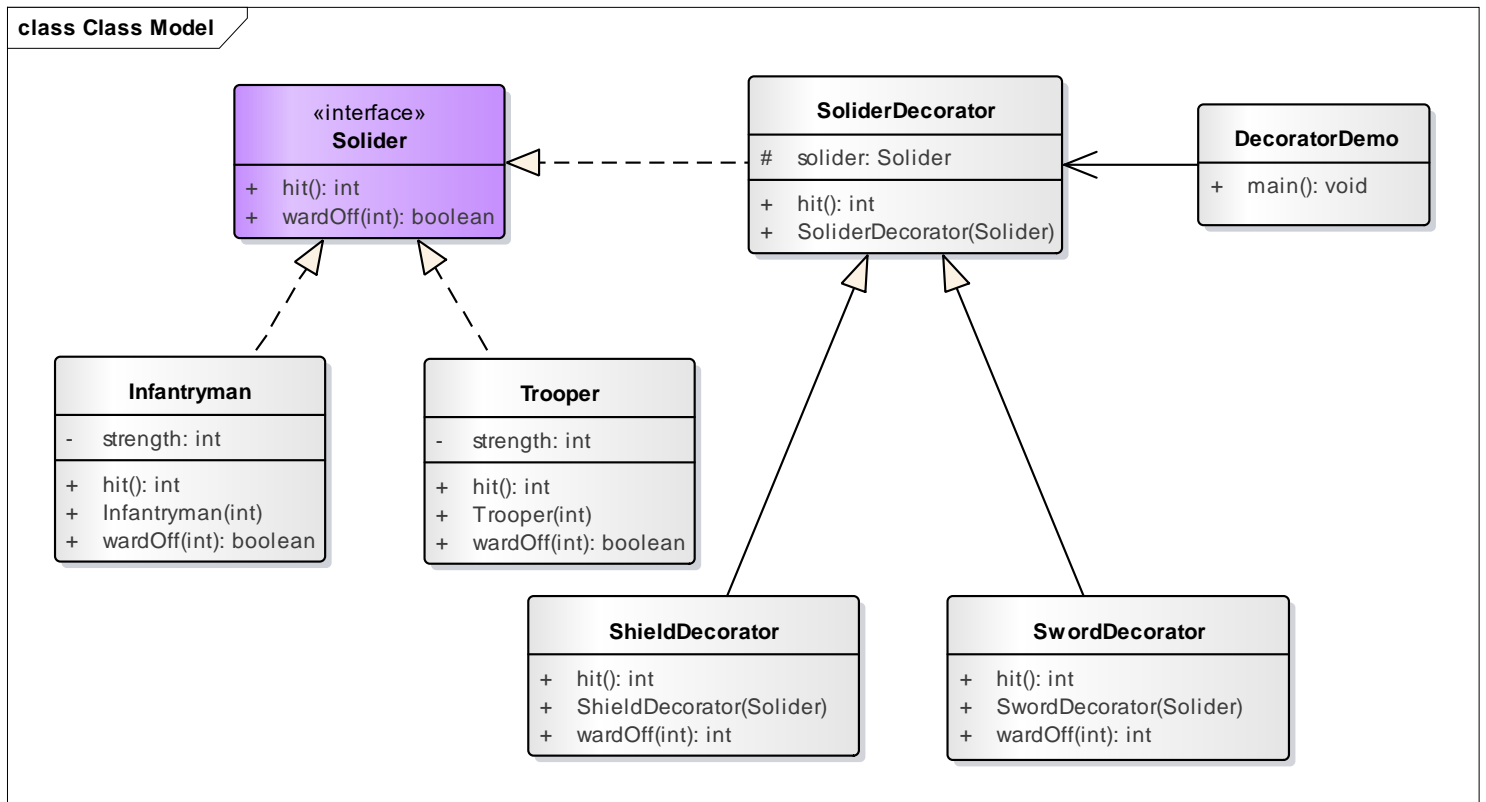 class Class Model
«interface»
Solider
+ hit(): int
+ wardOff(int): boolean
SoliderDecorator
# solider: Solider
+ hit(): int
+ SoliderDecorator(Solider)
DecoratorDemo
+ main(): void
Infantryman
- strength: int
+ hit(): int
+ Infantryman(int)
+ wardOff(int): boolean
Trooper
- strength: int
+ hit(): int
+ Trooper(int)
+ wardOff(int): boolean
ShieldDecorator
+ hit(): int
+ ShieldDecorator(Solider)
+ wardOff(int): int
SwordDecorator
+ hit(): int
+ SwordDecorator(Solider)
+ wardOff(int): int